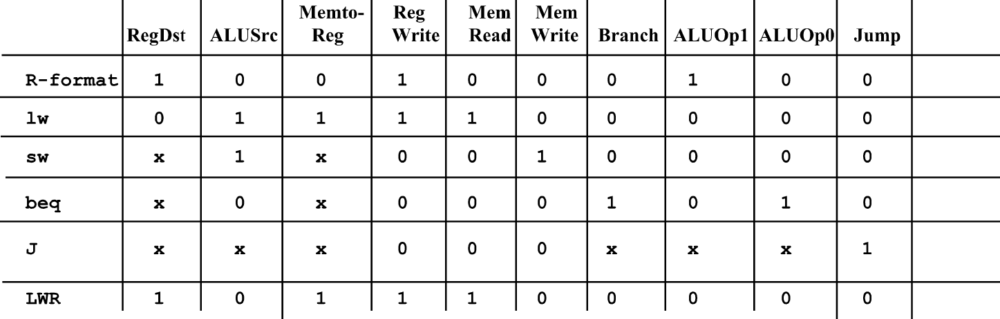 Memto- Reg Mem Mem
RegDst ALUSrc Reg Write Read Write Branch ALUOp1 ALUOp0 Jump
R-format 1 0 0 1 0 0 0 1 0 0
lw 0 1 1 1 1 0 0 0 0 0
sw x 1 x 0 0 1 0 0 0 0
beq x 0 x 0 0 0 1 0 1 0
J x x x 0 0 0 x x x 1
LWR 1 0 1 1 1 0 0 0 0 0